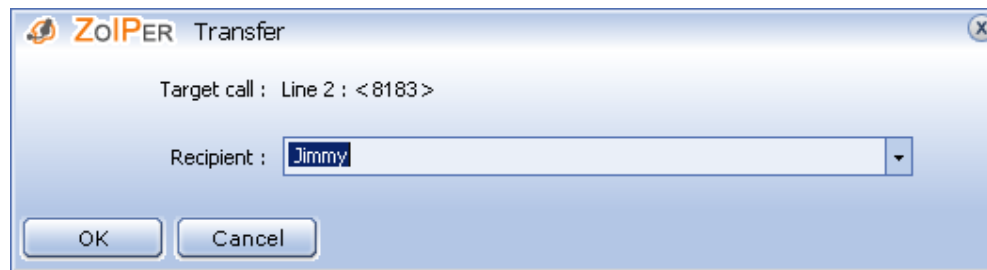 ZoIPER Transfer
Target call : Line 2 : <8183>
Recipient : Jimmy
OK Cancel